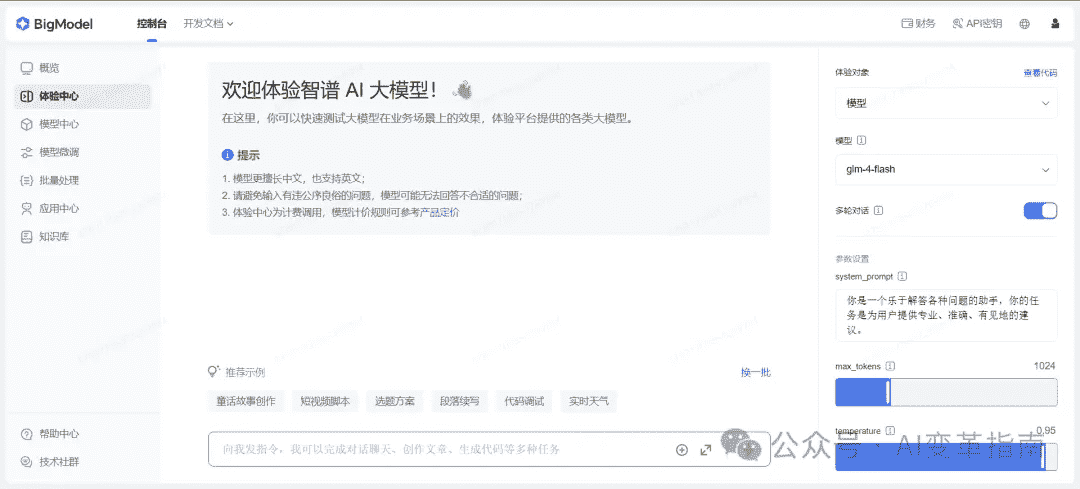 BigModel
控制台
开发文档
财务
API密钥
概览
体验中心
模型中心
模型微调
批量处理
应用中心
知识库
帮助中心
技术社群
欢迎体验智谱 AI 大模型！
在这里，你可以快速测试大模型在业务场景上的效果，体验平台提供的各类大模型。
提示
1. 模型更擅长中文，也支持英文；
2. 请避免输入有违公序良俗的问题，模型可能无法回答不合适的问题；
3. 体验中心为计费调用，模型计价规则可参考产品定价
推荐示例
换一批
童话故事创作
短视频脚本
选题方案
段落续写
代码调试
实时天气
向我发指令，我可以完成对话聊天、创作文章、生成代码等多种任务
体验对象
查看代码
模型
模型
glm-4-flash
多轮对话
参数设置
system_prompt
你是一个乐于解答各种问题的助手，你的任
务是为用户提供专业、准确、有见地的建
议。
max_tokens
1024
temperature
0.95
公众号 · AI变革指南